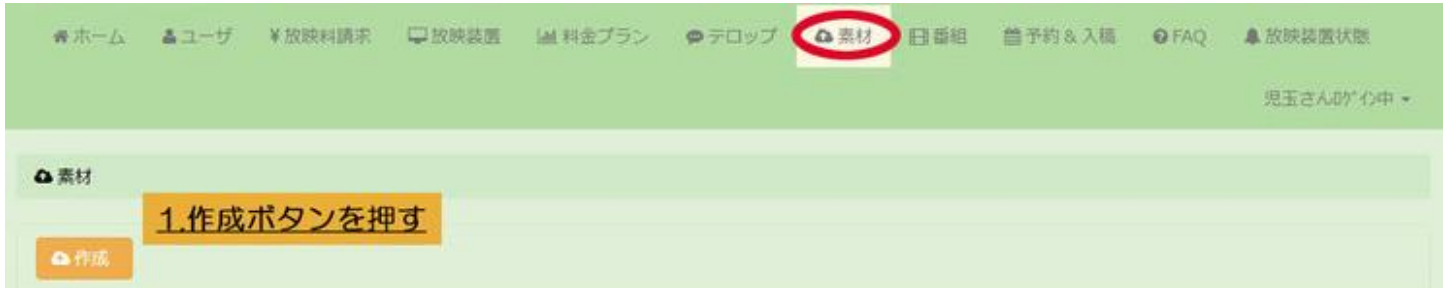 ホーム ユーザ ¥放映料請求 放映装置 料金プラン テロップ 素材 番組 予約 & 入稿 FAQ 放映装置状態
児玉さんﾛｸﾞｲﾝ中
素材
1.作成ボタンを押す
作成